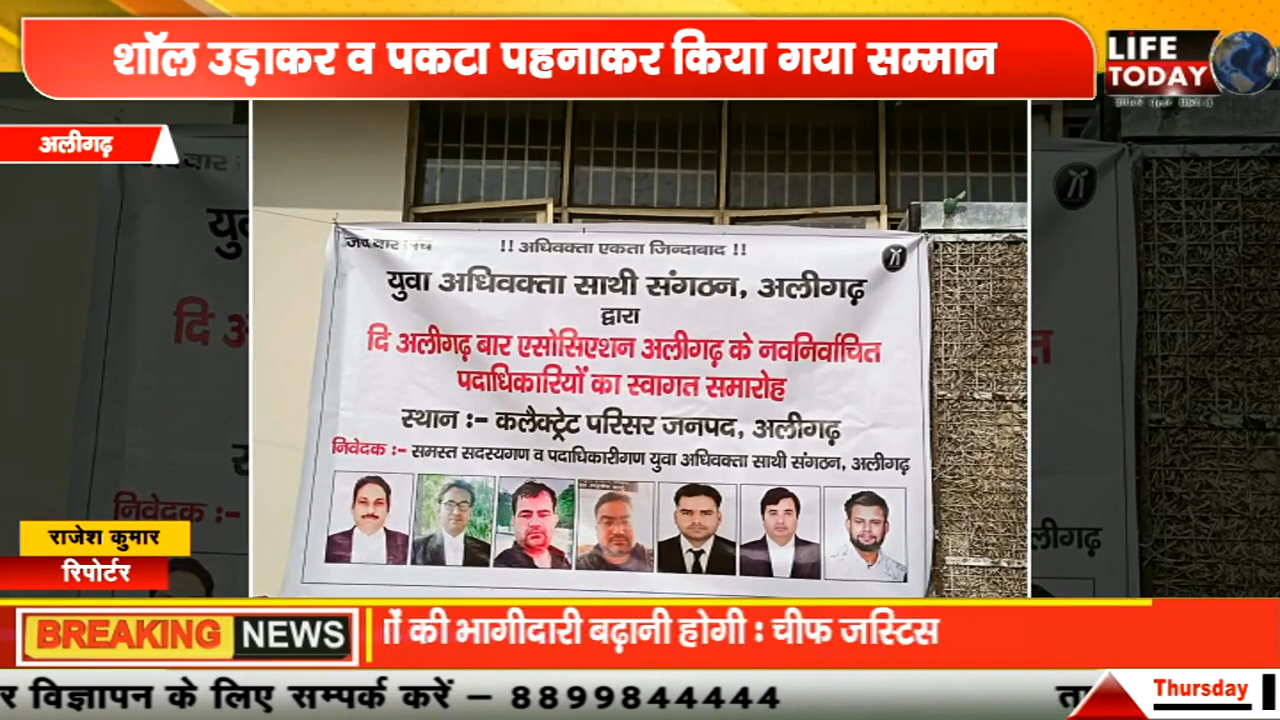 शॉल उड़ाकर व पकटा पहनाकर किया गया सम्मान
LiFE TODAY
अलीगढ़
!! अधिवक्ता एकता जिन्दाबाद !!
युवा अधिवक्ता साथी संगठन, अलीगढ़
द्वारा
दि अलीगढ़ बार एसोसिएशन अलीगढ़ के नवनिर्वाचित
पदाधिकारियों का स्वागत समारोह
स्थान :- कलैक्ट्रेट परिसर जनपद, अलीगढ़
निवेदक :- समस्त सदस्यगण व पदाधिकारीगण युवा अधिवक्ता साथी संगठन, अलीगढ़
राजेश कुमार
रिपोर्टर
BREAKING NEWS
की भागीदारी बढ़ानी होगी : चीफ जस्टिस
र विज्ञापन के लिए सम्पर्क करें – 8899844444
Thursday